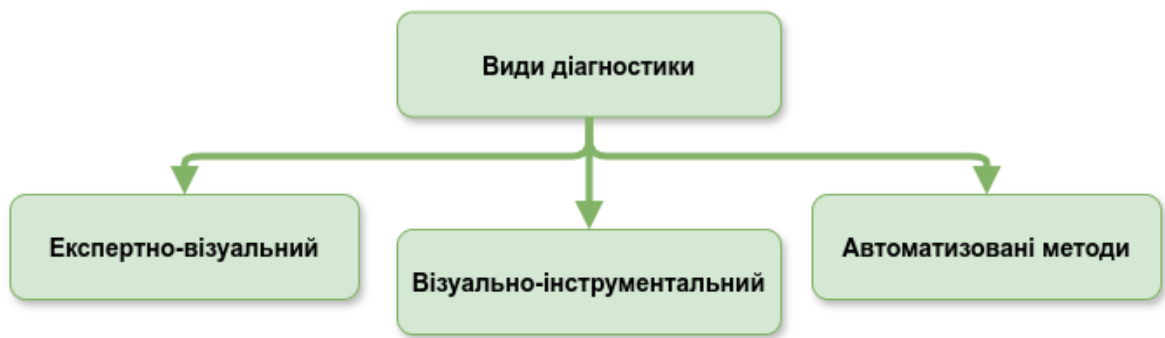 Види діагностики
Експертно-візуальний
Візуально-інструментальний
Автоматизовані методи